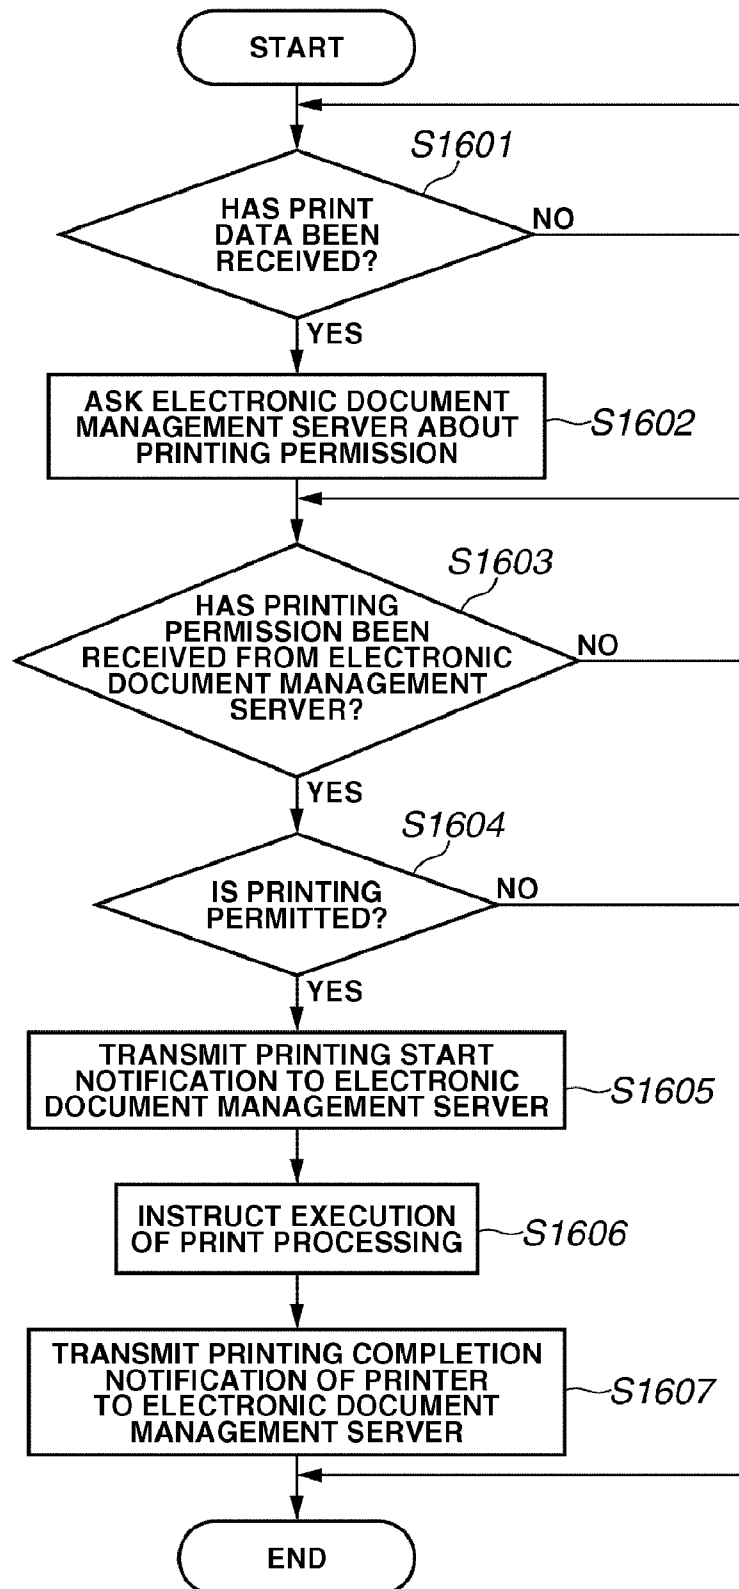 START
S1601
HAS PRINT
DATA BEEN
RECEIVED?
NO
YES
ASK ELECTRONIC DOCUMENT
MANAGEMENT SERVER ABOUT
PRINTING PERMISSION
S1602
S1603
HAS PRINTING
PERMISSION BEEN
RECEIVED FROM ELECTRONIC
DOCUMENT MANAGEMENT
SERVER?
NO
YES
S1604
IS PRINTING
PERMITTED?
NO
YES
TRANSMIT PRINTING START
NOTIFICATION TO ELECTRONIC
DOCUMENT MANAGEMENT SERVER
S1605
INSTRUCT EXECUTION
OF PRINT PROCESSING
S1606
TRANSMIT PRINTING COMPLETION
NOTIFICATION OF PRINTER
TO ELECTRONIC DOCUMENT
MANAGEMENT SERVER
S1607
END